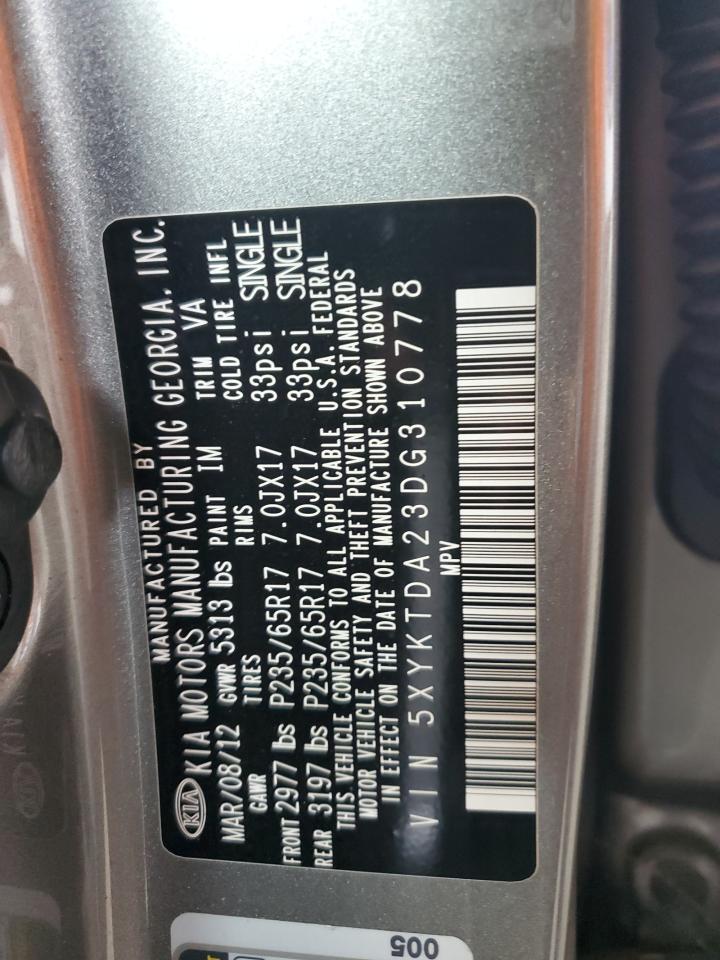 MANUFACTURED BY
KIA KIA MOTORS MANUFACTURING GEORGIA, INC.
MAR/08/12 GVWR 5313 lbs PAINT IM TRIM VA
GAWR TIRES RIMS COLD TIRE INFL
FRONT 2977 lbs P235/65R17 7.0JX17 33psi SINGLE
REAR 3197 lbs P235/65R17 7.0JX17 33psi SINGLE
THIS VEHICLE CONFORMS TO ALL APPLICABLE U.S.A. FEDERAL
MOTOR VEHICLE SAFETY AND THEFT PREVENTION STANDARDS
IN EFFECT ON THE DATE OF MANUFACTURE SHOWN ABOVE
VIN 5XYKTDA23DG310778
MPV
005